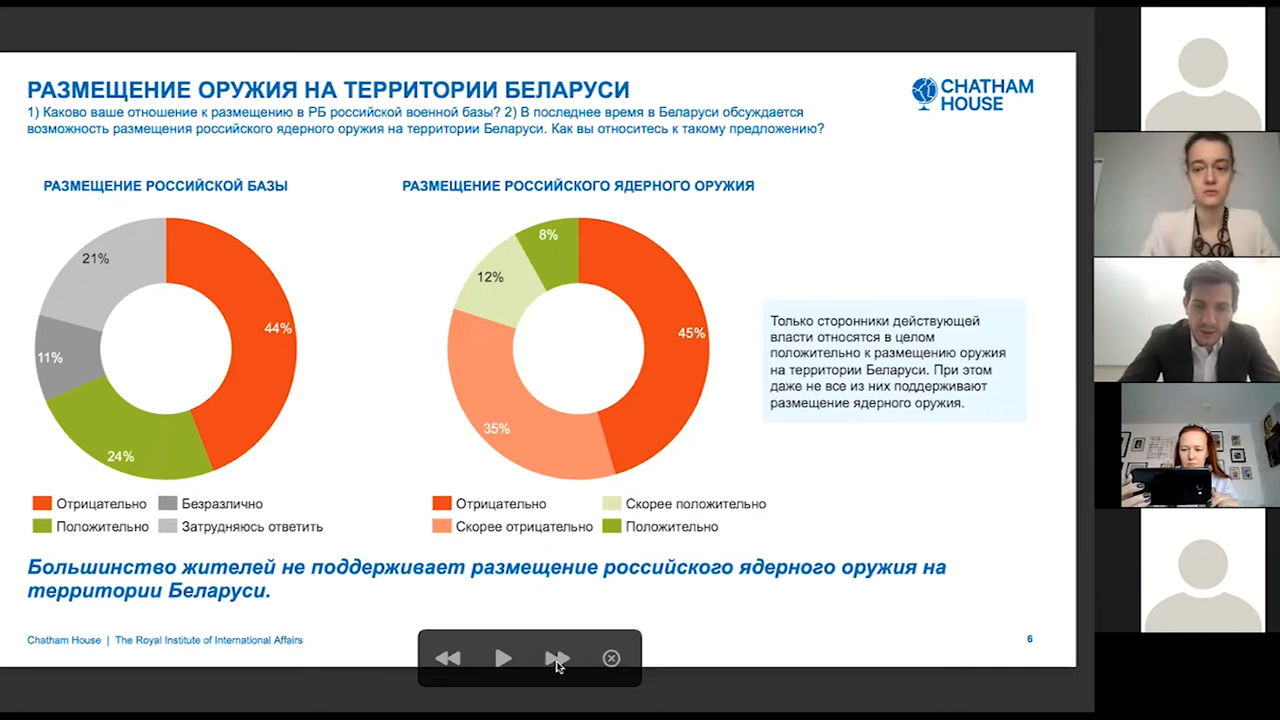 РАЗМЕЩЕНИЕ ОРУЖИЯ НА ТЕРРИТОРИИ БЕЛАРУСИ
CHATHAM
HOUSE
1) Каково ваше отношение к размещению в РБ российской военной базы? 2) В последнее время в Беларуси обсуждается
возможность размещения российского ядерного оружия на территории Беларуси. Как вы относитесь к такому предложению?
РАЗМЕЩЕНИЕ РОССИЙСКОЙ БАЗЫ
21%
44%
11%
24%
Отрицательно
Безразлично
Положительно
Затрудняюсь ответить
РАЗМЕЩЕНИЕ РОССИЙСКОГО ЯДЕРНОГО ОРУЖИЯ
8%
12%
45%
35%
Отрицательно
Скорее положительно
Скорее отрицательно
Положительно
Только сторонники действующей
власти относятся в целом
положительно к размещению оружия
на территории Беларуси. При этом
даже не все из них поддерживают
размещение ядерного оружия.
Большинство жителей не поддерживает размещение российского ядерного оружия на
территории Беларуси.
Chatham House | The Royal Institute of International Affairs
6